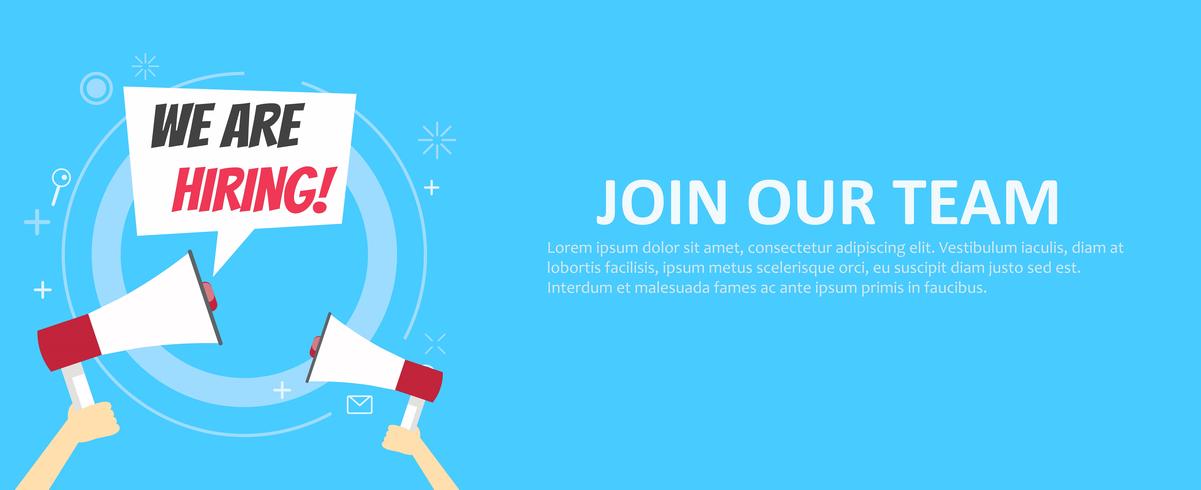 WE ARE
HIRING!
JOIN OUR TEAM
Lorem ipsum dolor sit amet, consectetur adipiscing elit. Vestibulum iaculis, diam at
lobortis facilisis, ipsum metus scelerisque orci, eu suscipit diam justo sed est.
Interdum et malesuada fames ac ante ipsum primis in faucibus.